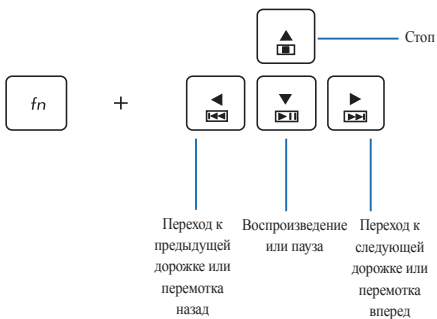 Стоп
fn
+
Переход к
предыдущей
дорожке или
перемотка
назад
Воспроизведение
или пауза
Переход к
следующей
дорожке или
перемотка
вперед